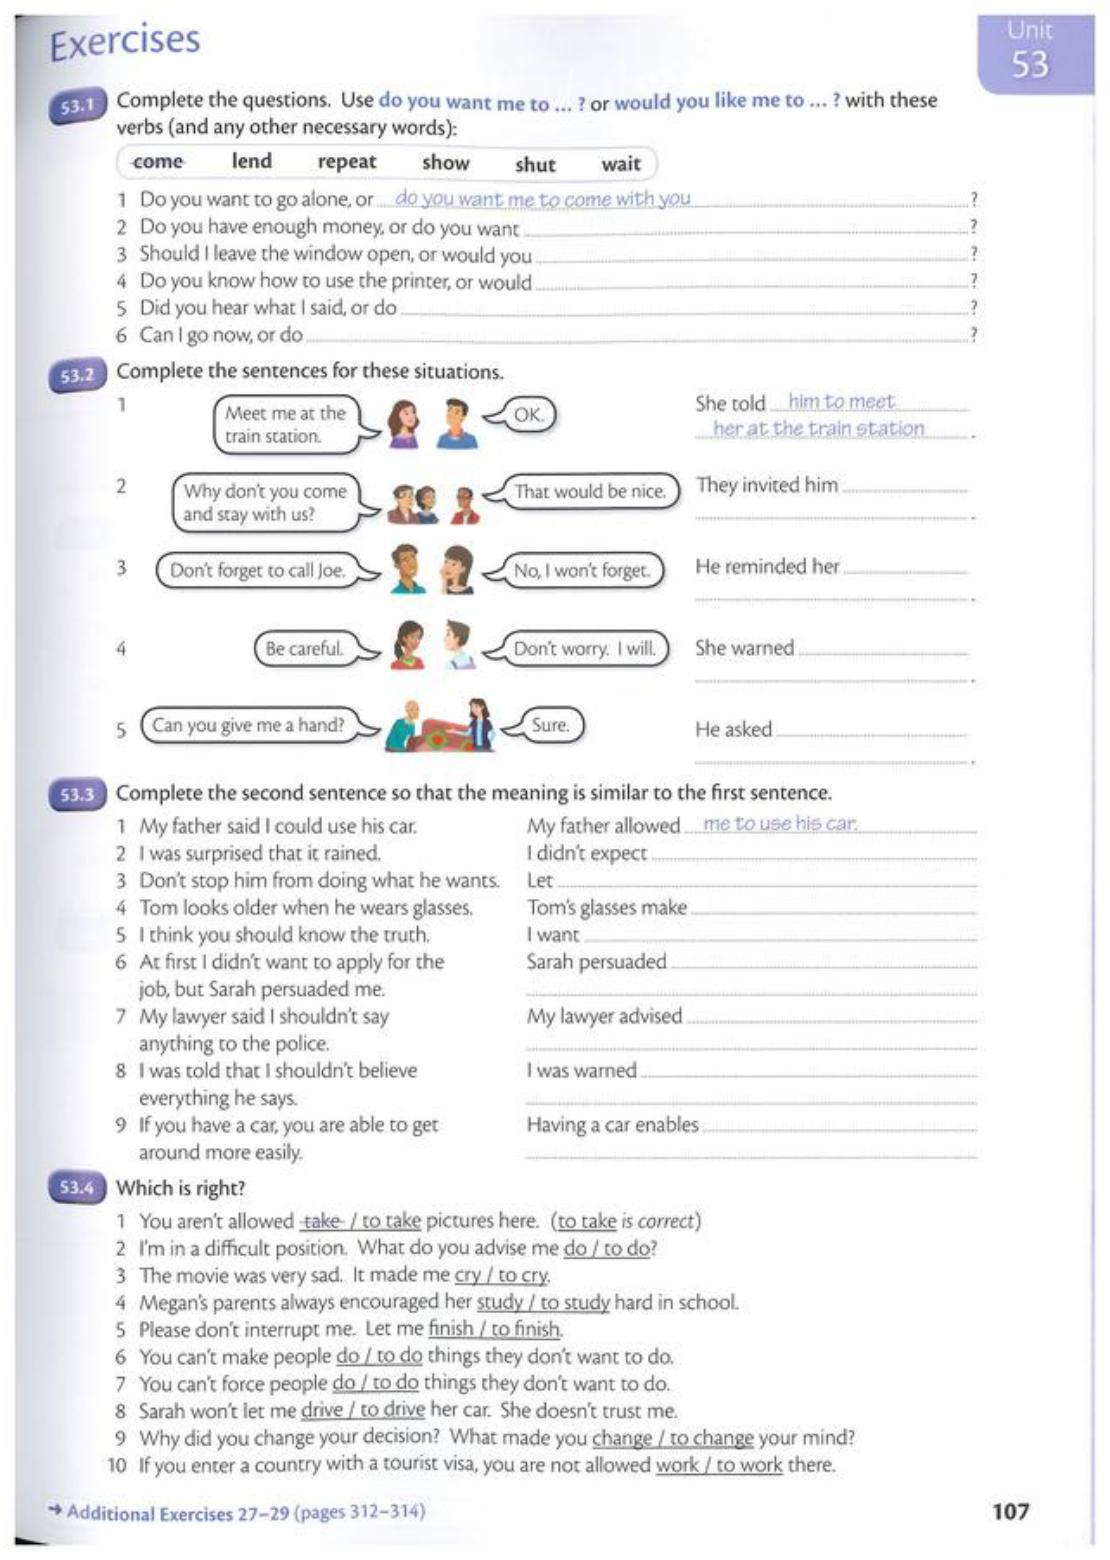 Exercises
Unit
53
53.1 Complete the questions. Use do you want me to ... ? or would you like me to ... ? with these
verbs (and any other necessary words):
come lend repeat show shut wait
1 Do you want to go alone, or do you want me to come with you ?
2 Do you have enough money, or do you want ?
3 Should I leave the window open, or would you ?
4 Do you know how to use the printer, or would ?
5 Did you hear what I said, or do ?
6 Can I go now, or do ?
53.2 Complete the sentences for these situations.
1 Meet me at the
train station.
OK.
She told him to meet
her at the train station .
2 Why don't you come
and stay with us?
That would be nice.
They invited him
.
3 Don't forget to call Joe.
No, I won't forget.
He reminded her
.
4 Be careful.
Don't worry. I will.
She warned
.
5 Can you give me a hand?
Sure.
He asked
.
53.3 Complete the second sentence so that the meaning is similar to the first sentence.
1 My father said I could use his car. My father allowed me to use his car.
2 I was surprised that it rained. I didn't expect
3 Don't stop him from doing what he wants. Let
4 Tom looks older when he wears glasses. Tom's glasses make
5 I think you should know the truth. I want
6 At first I didn't want to apply for the Sarah persuaded
job, but Sarah persuaded me.
7 My lawyer said I shouldn't say My lawyer advised
anything to the police.
8 I was told that I shouldn't believe I was warned
everything he says.
9 If you have a car, you are able to get Having a car enables
around more easily.
53.4 Which is right?
1 You aren't allowed take / to take pictures here. (to take is correct)
2 I'm in a difficult position. What do you advise me do / to do?
3 The movie was very sad. It made me cry / to cry.
4 Megan's parents always encouraged her study / to study hard in school.
5 Please don't interrupt me. Let me finish / to finish.
6 You can't make people do / to do things they don't want to do.
7 You can't force people do / to do things they don't want to do.
8 Sarah won't let me drive / to drive her car. She doesn't trust me.
9 Why did you change your decision? What made you change / to change your mind?
10 If you enter a country with a tourist visa, you are not allowed work / to work there.
➜ Additional Exercises 27–29 (pages 312–314)
107